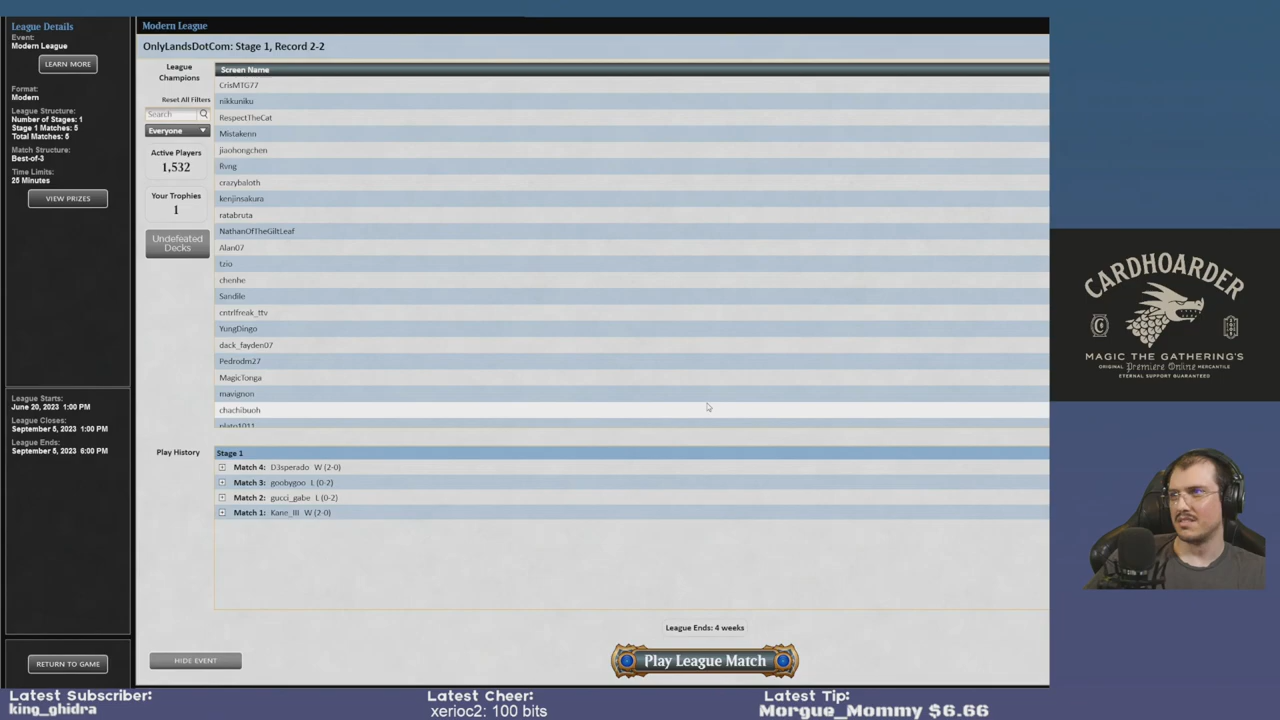 League Details
Event:
Modern League
LEARN MORE
Format:
Modern
League Structure:
Number of Stages: 1
Stage 1 Matches: 5
Total Matches: 5
Match Structure:
Best-of-3
Time Limits:
25 Minutes
VIEW PRIZES
League Starts:
June 20, 2023 1:00 PM
League Closes:
September 5, 2023 1:00 PM
League Ends:
September 5, 2023 6:00 PM
RETURN TO GAME
Modern League
OnlyLandsDotCom: Stage 1, Record 2-2
League
Champions
Reset All Filters
Search
Everyone
Active Players
1,532
Your Trophies
1
Undefeated
Decks
Screen Name
CrisMTG77
nikkuniku
RespectTheCat
Mistakenn
jiaohongchen
Rvng
crazybaloth
kenjinsakura
ratabruta
NathanOfTheGiltLeaf
Alan07
tzio
chenhe
Sandile
cntrlfreak_ttv
YungDingo
dack_fayden07
Pedrodm27
MagicTonga
mavignon
chachibuoh
plato1011
Play History
Stage 1
Match 4: D3sperado W (2-0)
Match 3: goobygoo L (0-2)
Match 2: gucci_gabe L (0-2)
Match 1: Kane_III W (2-0)
League Ends: 4 weeks
HIDE EVENT
Play League Match
CARDHOARDER
MAGIC THE GATHERING'S
ORIGINAL Premiere Online MERCANTILE
ETERNAL SUPPORT GUARANTEED
Latest Subscriber:
king_ghidra
Latest Cheer:
xerioc2: 100 bits
Latest Tip:
Morgue_Mommy $6.66